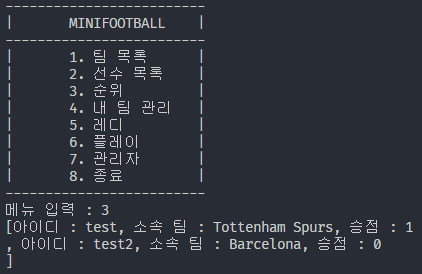 --------------------------
|       MINIFOOTBALL      |
--------------------------
|       1. 팀 목록        |
|       2. 선수 목록      |
|       3. 순위           |
|       4. 내 팀 관리     |
|       5. 레디           |
|       6. 플레이         |
|       7. 관리자         |
|       8. 종료           |
--------------------------
메뉴 입력 : 3
[아이디 : test, 소속 팀 : Tottenham Spurs, 승점 : 1
, 아이디 : test2, 소속 팀 : Barcelona, 승점 : 0
]